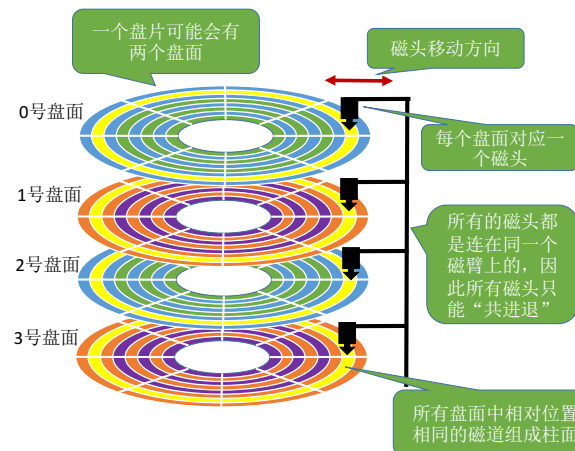 一个盘片可能会有
两个盘面
磁头移动方向
0号盘面
每个盘面对应一
个磁头
1号盘面
所有的磁头都
是连在同一个
磁臂上的，因
此所有磁头只
能“共进退”
2号盘面
3号盘面
所有盘面中相对位置
相同的磁道组成柱面